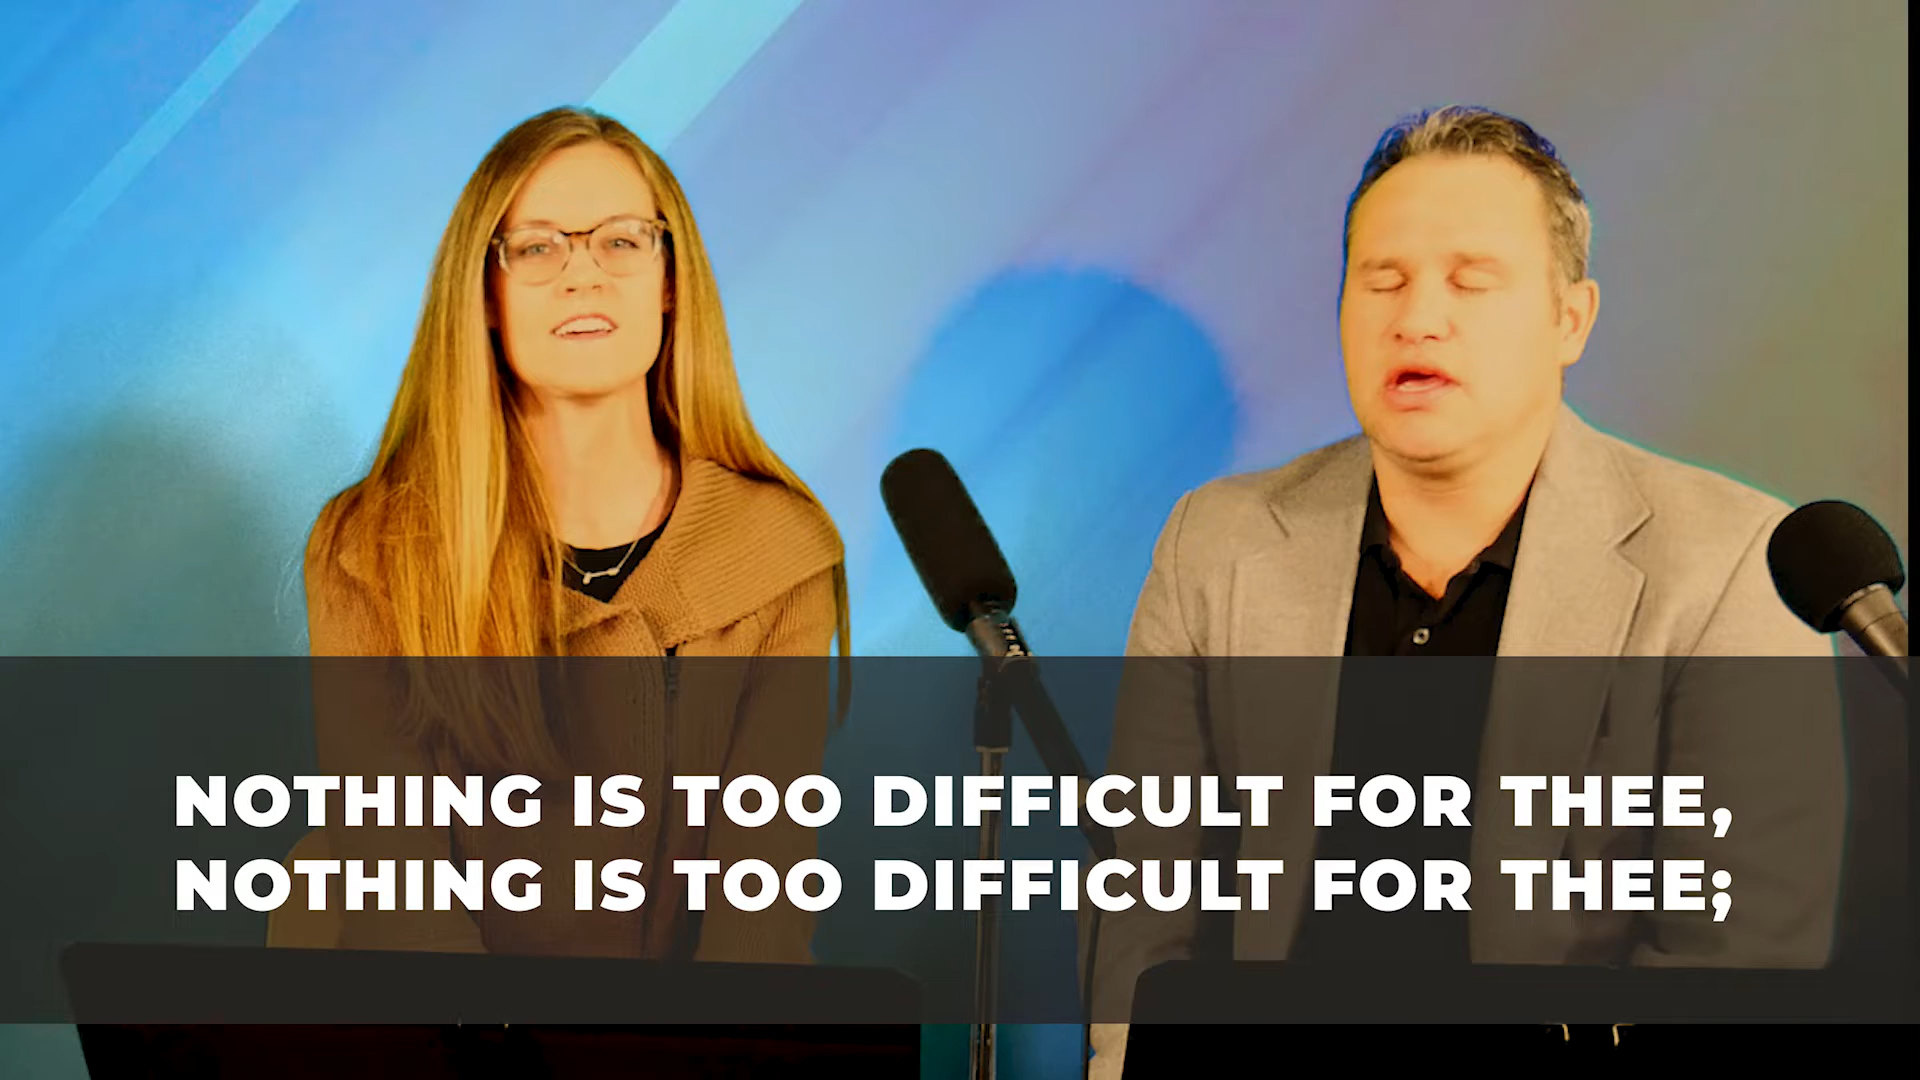 NOTHING IS TOO DIFFICULT FOR THEE,
NOTHING IS TOO DIFFICULT FOR THEE;